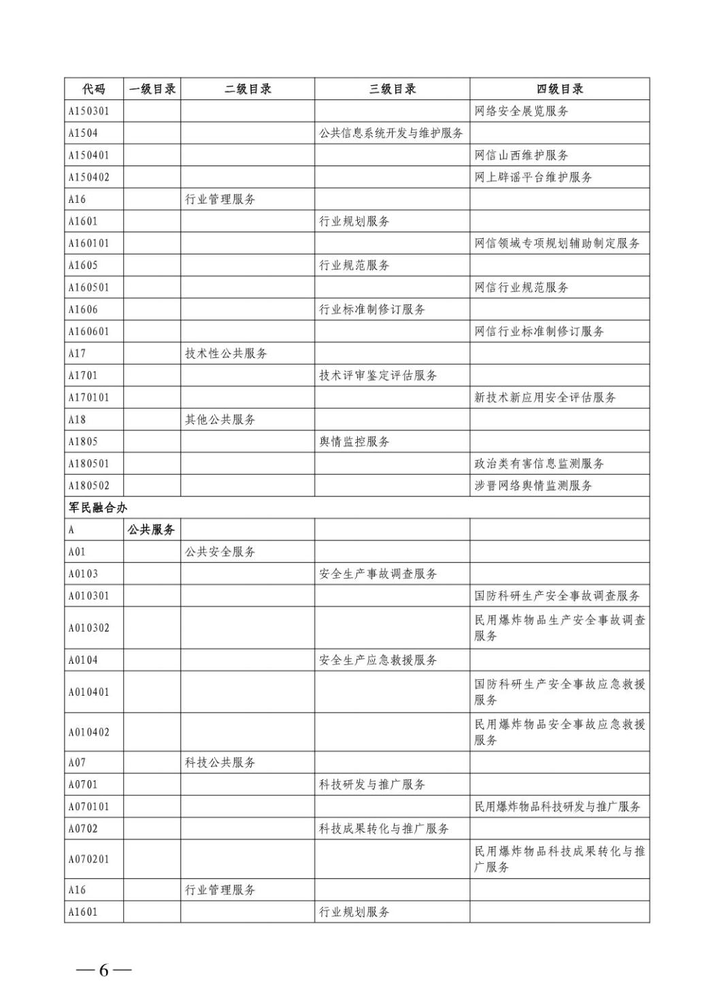 代码 一级目录 二级目录 三级目录 四级目录
A150301 网络安全展览服务
A1504 公共信息系统开发与维护服务
A150401 网信山西维护服务
A150402 网上辟谣平台维护服务
A16 行业管理服务
A1601 行业规划服务
A160101 网信领域专项规划辅助制定服务
A1605 行业规范服务
A160501 网信行业规范服务
A1606 行业标准制修订服务
A160601 网信行业标准制修订服务
A17 技术性公共服务
A1701 技术评审鉴定评估服务
A170101 新技术新应用安全评估服务
A18 其他公共服务
A1805 舆情监控服务
A180501 政治类有害信息监测服务
A180502 涉晋网络舆情监测服务
军民融合办
A 公共服务
A01 公共安全服务
A0103 安全生产事故调查服务
A010301 国防科研生产安全事故调查服务
A010302 民用爆炸物品生产安全事故调查
服务
A0104 安全生产应急救援服务
A010401 国防科研生产安全事故应急救援
服务
A010402 民用爆炸物品安全事故应急救援
服务
A07 科技公共服务
A0701 科技研发与推广服务
A070101 民用爆炸物品科技研发与推广服务
A0702 科技成果转化与推广服务
A070201 民用爆炸物品科技成果转化与推
广服务
A16 行业管理服务
A1601 行业规划服务
— 6 —